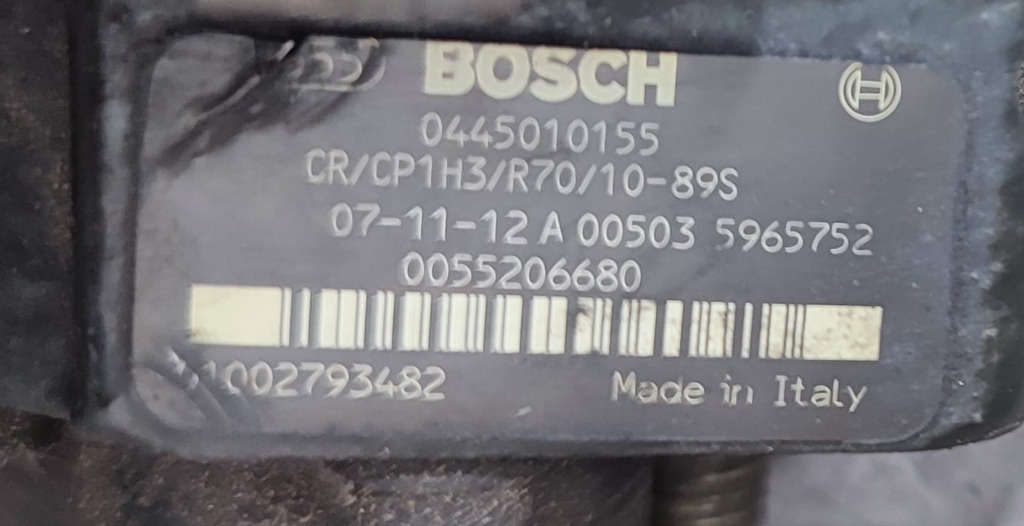 BOSCH
0445010155
CR/CP1H3/R70/10-89S
07-11-12 A 00503 5965752
0055206680
1002793482 Made in Italy